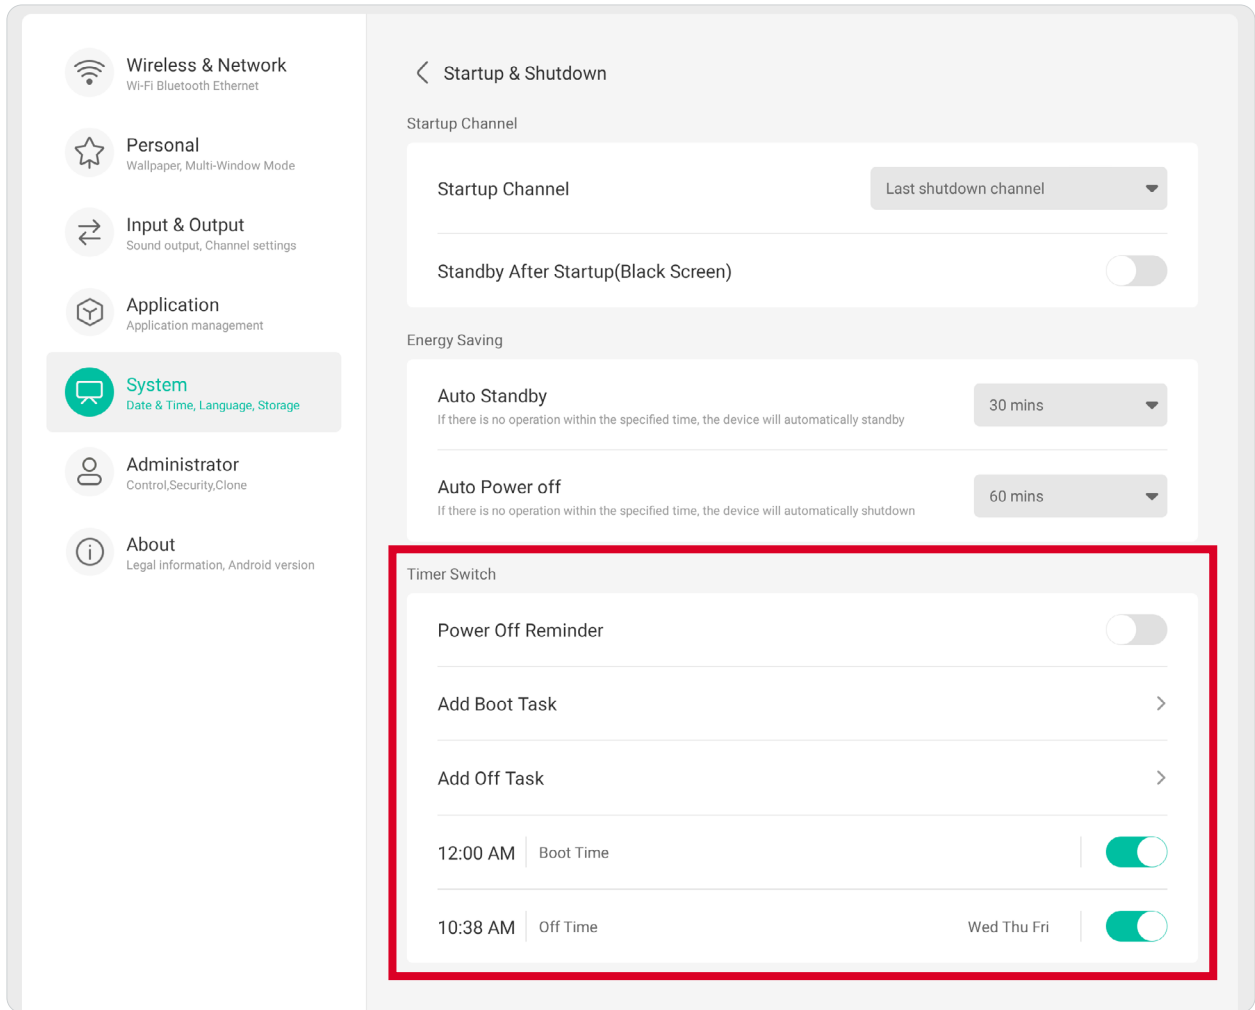 Wireless & Network
Wi-Fi Bluetooth Ethernet
Personal
Wallpaper, Multi-Window Mode
Input & Output
Sound output, Channel settings
Application
Application management
System
Date & Time, Language, Storage
Administrator
Control,Security,Clone
About
Legal information, Android version
Startup & Shutdown
Startup Channel
Startup Channel
Last shutdown channel
Standby After Startup(Black Screen)
Energy Saving
Auto Standby
If there is no operation within the specified time, the device will automatically standby
30 mins
Auto Power off
If there is no operation within the specified time, the device will automatically shutdown
60 mins
Timer Switch
Power Off Reminder
Add Boot Task
Add Off Task
12:00 AM Boot Time
10:38 AM Off Time Wed Thu Fri